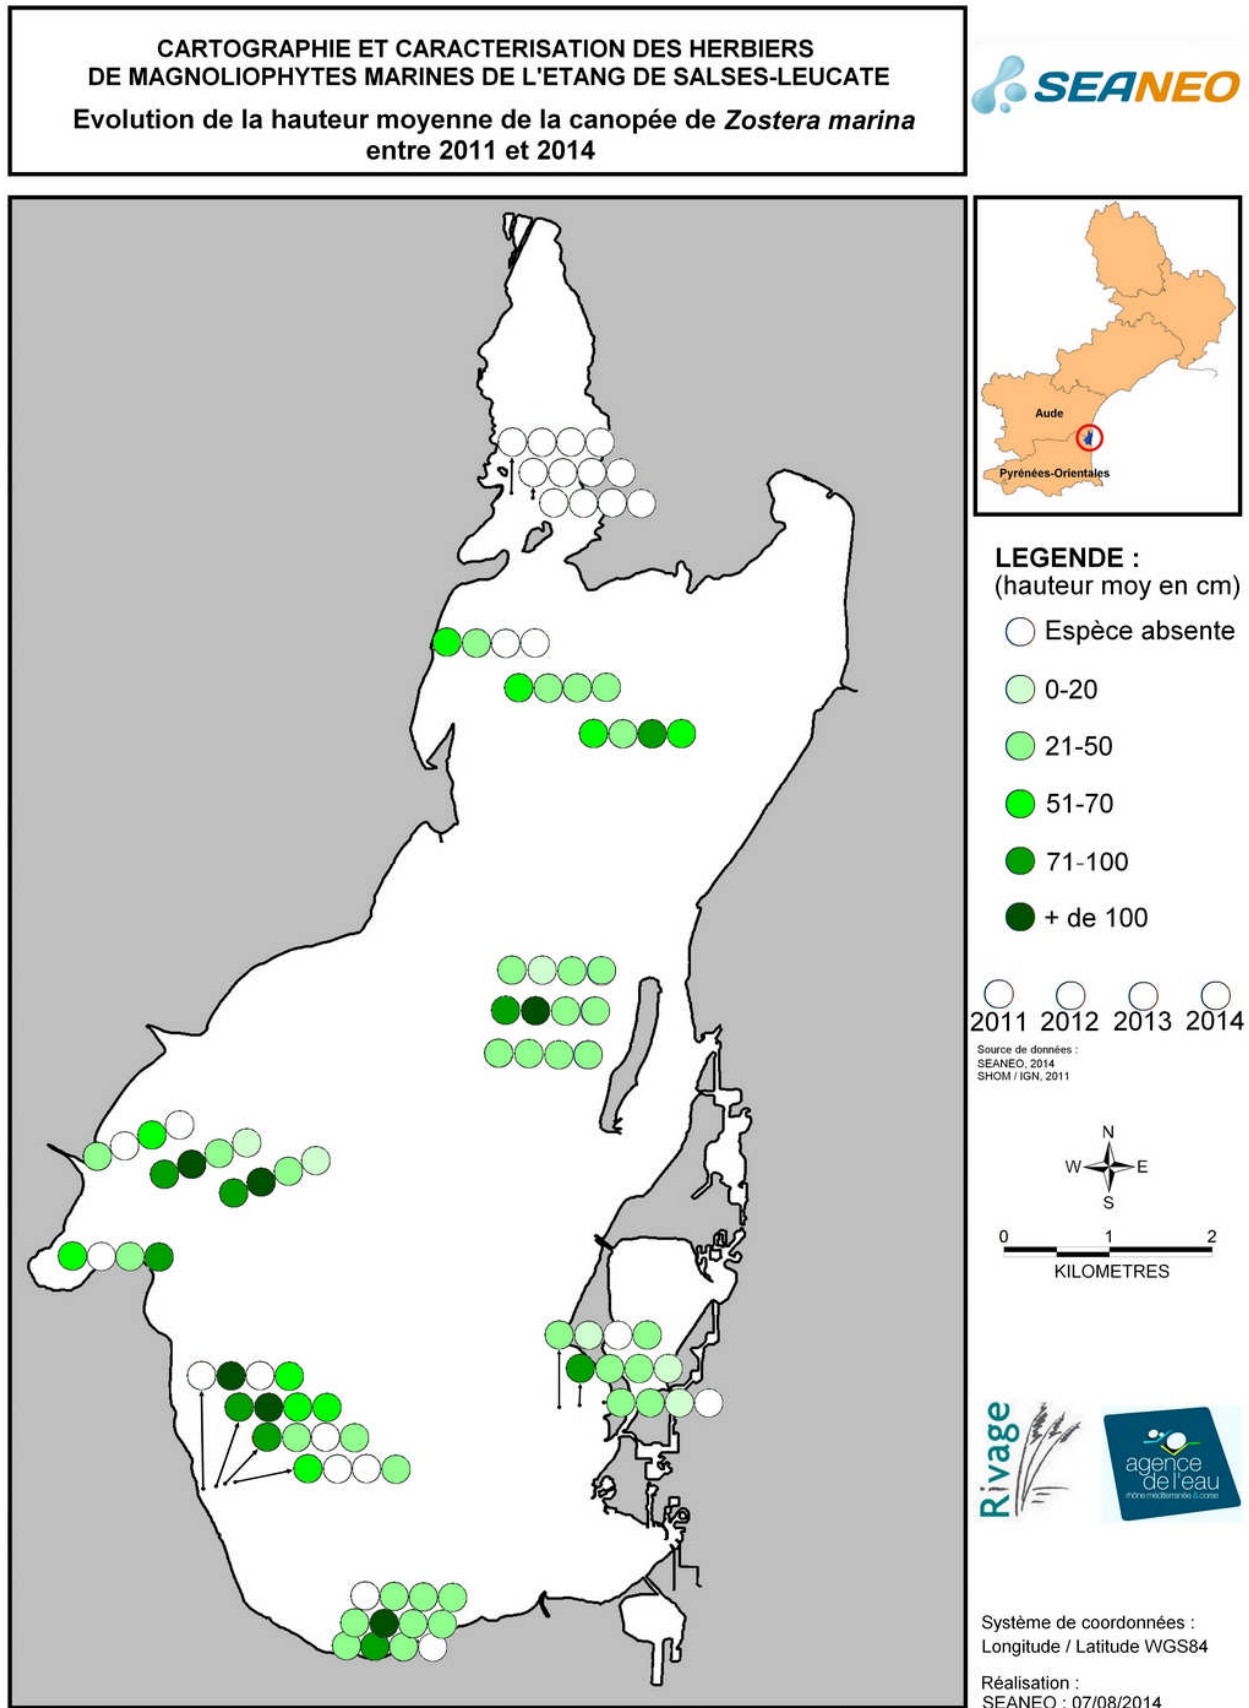 CARTOGRAPHIE ET CARACTERISATION DES HERBIERS
DE MAGNOLIOPHYTES MARINES DE L'ETANG DE SALSES-LEUCATE
Evolution de la hauteur moyenne de la canopée de Zostera marina
entre 2011 et 2014
SEANEO
Aude
Pyrénées-Orientales
LEGENDE :
(hauteur moy en cm)
Espèce absente
0-20
21-50
51-70
71-100
+ de 100
2011 2012 2013 2014
Source de données :
SEANEO, 2014
SHOM / IGN, 2011
N
W E
S
0 1 2
KILOMETRES
Rivage
agence
de l'eau
rhône méditerranée & corse
Système de coordonnées :
Longitude / Latitude WGS84
Réalisation :
SEANEO : 07/08/2014